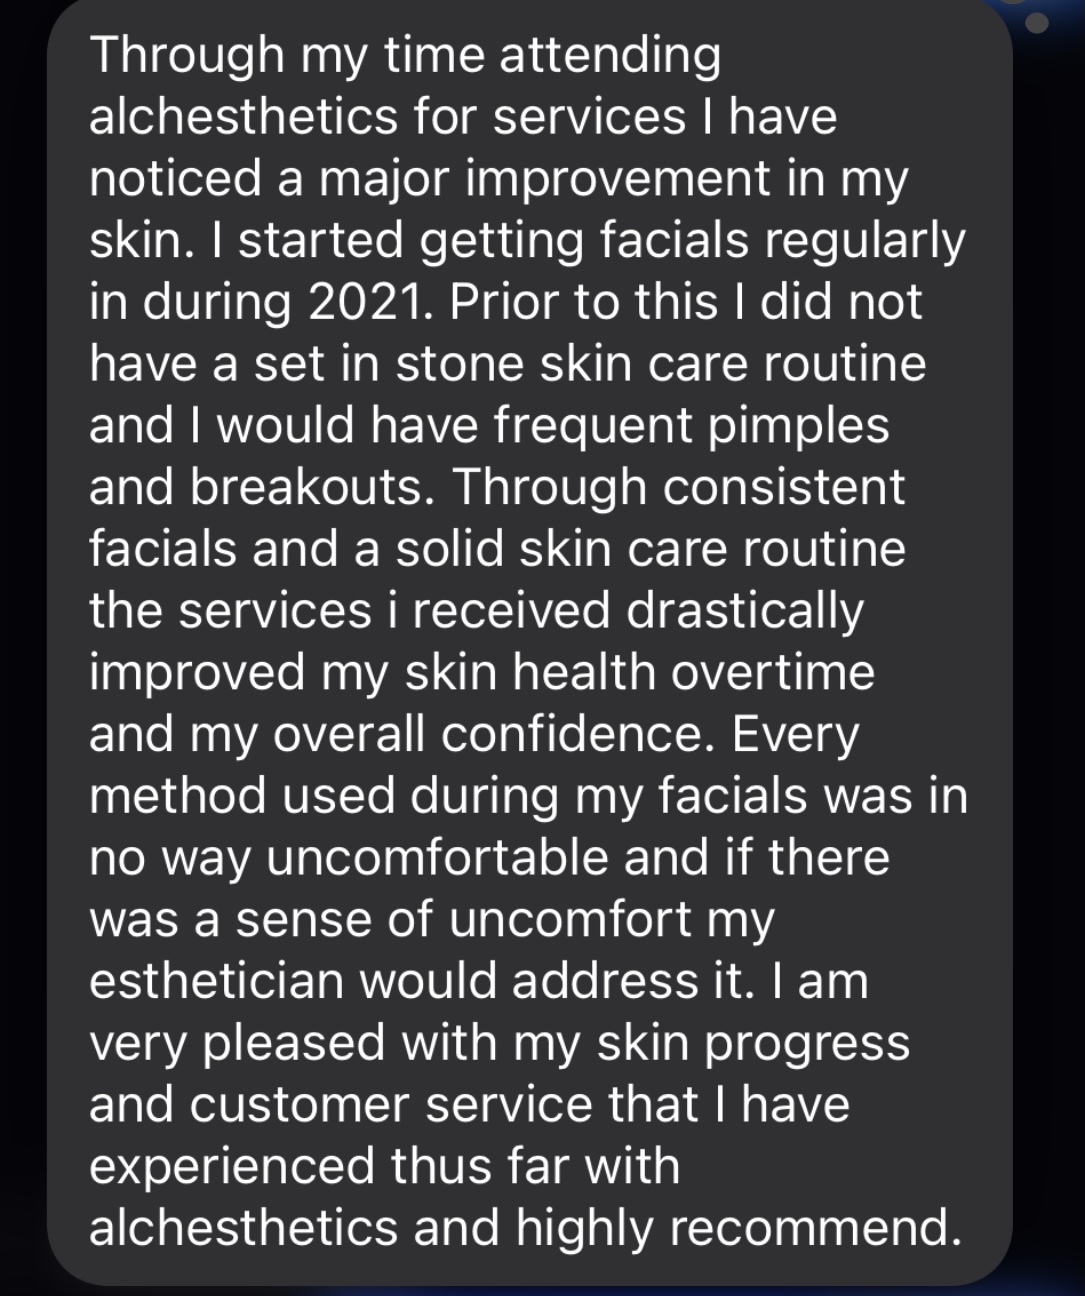 Through my time attending
alchesthetics for services I have
noticed a major improvement in my
skin. I started getting facials regularly
in during 2021. Prior to this I did not
have a set in stone skin care routine
and I would have frequent pimples
and breakouts. Through consistent
facials and a solid skin care routine
the services i received drastically
improved my skin health overtime
and my overall confidence. Every
method used during my facials was in
no way uncomfortable and if there
was a sense of uncomfort my
esthetician would address it. I am
very pleased with my skin progress
and customer service that I have
experienced thus far with
alchesthetics and highly recommend.